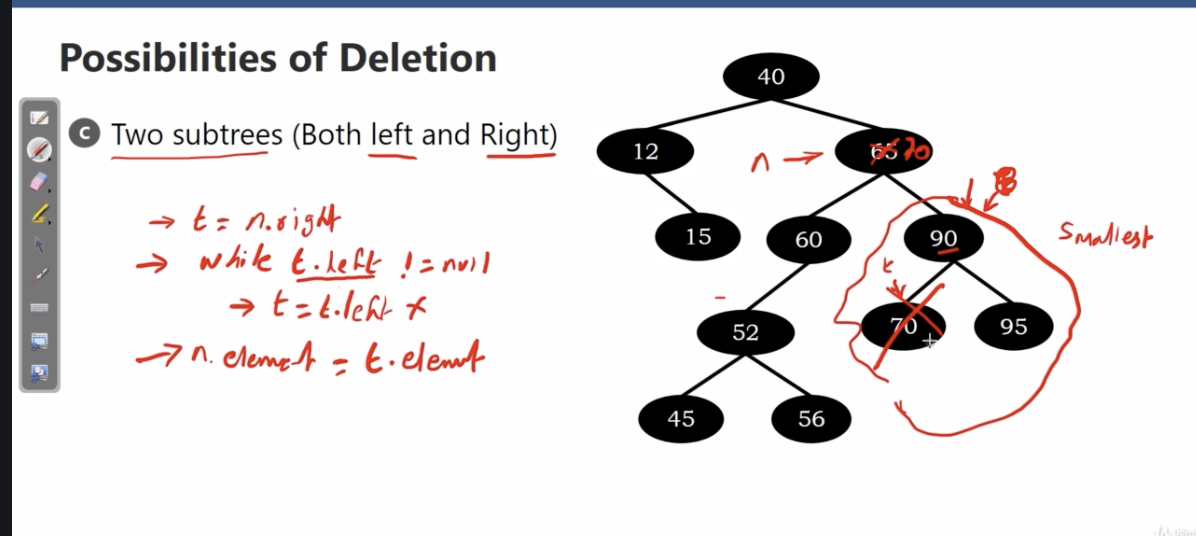 Possibilities of Deletion
C Two subtrees (Both left and Right)
→ t = n.right
→ while t.left != null
→ t = t.left
→ n. element = t. element
40
12
n → 65 70
15
60
90
Smallest
t
52
70
95
45
56